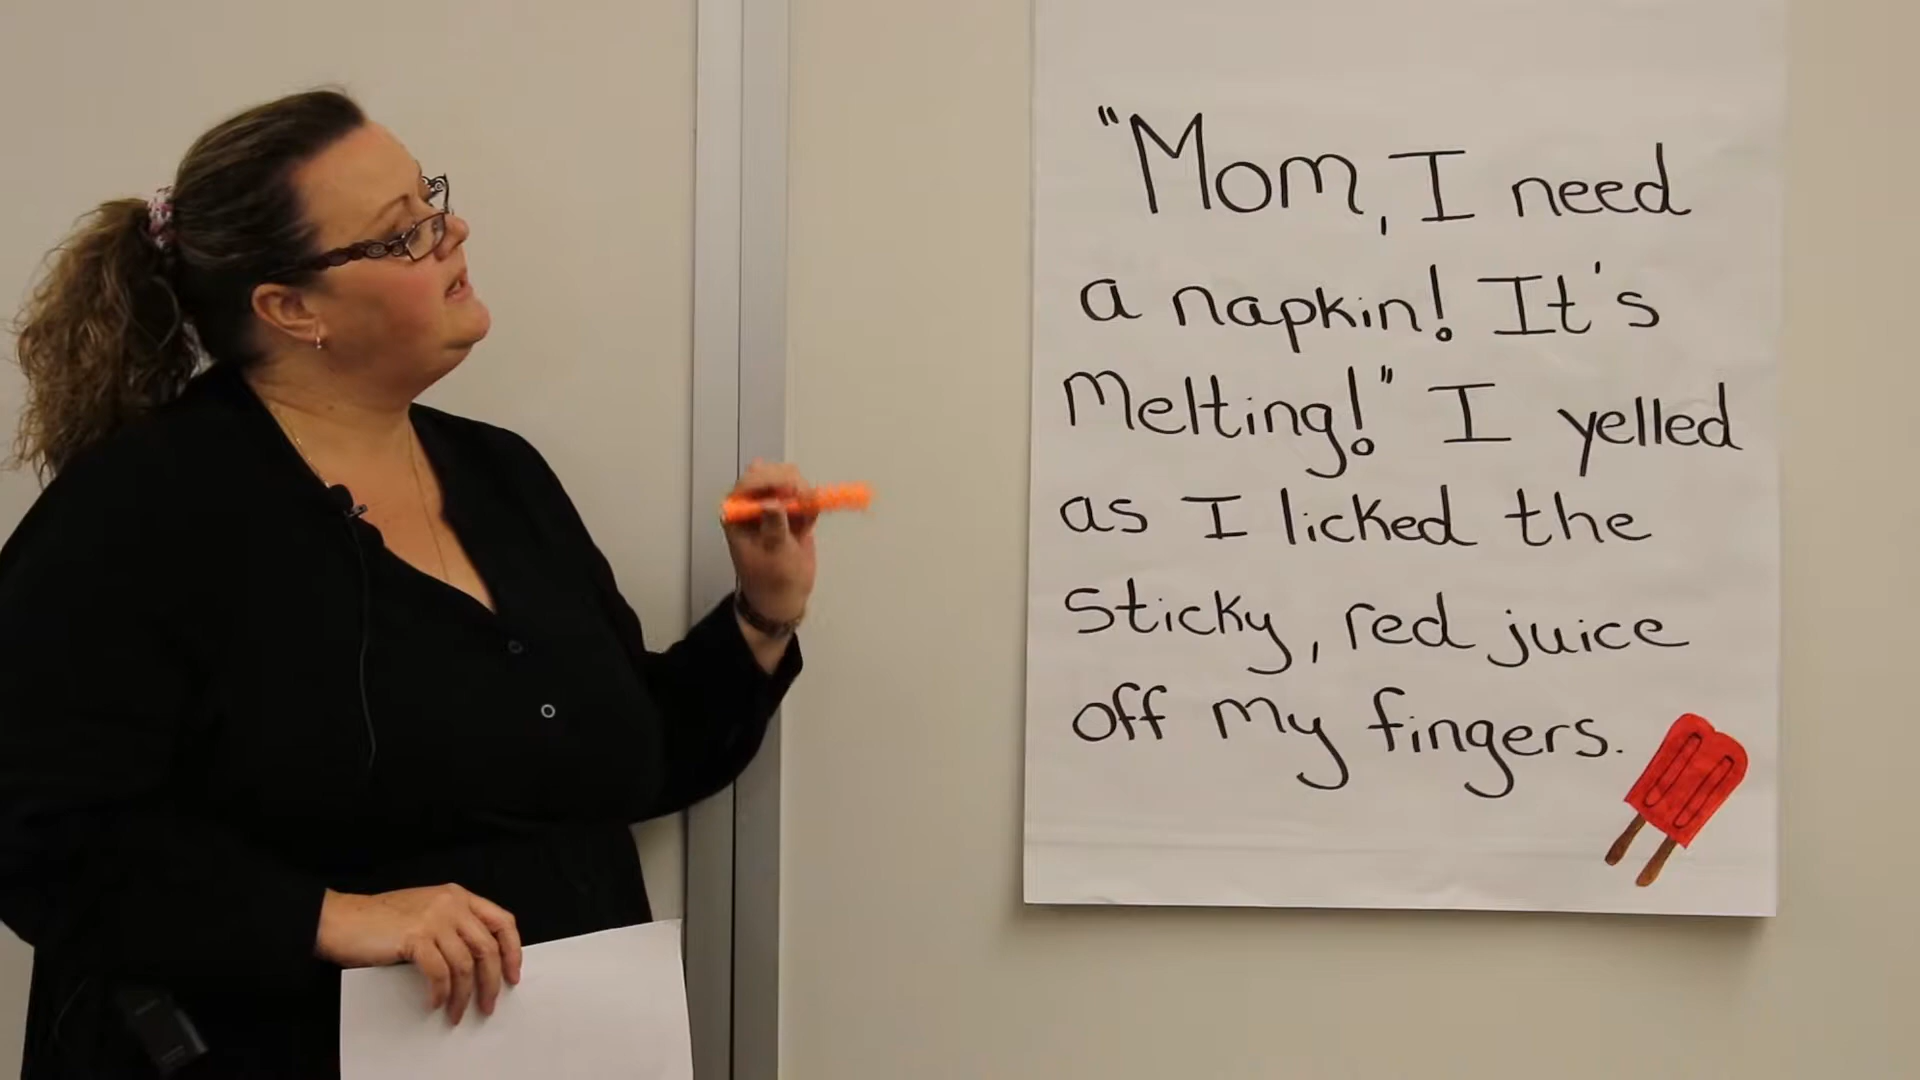 "Mom, I need
a napkin! It's
Melting!" I yelled
as I licked the
Sticky, red juice
off my fingers.